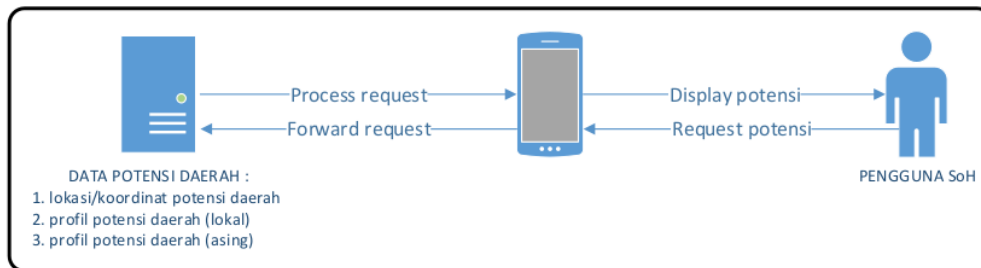 Process request
Display potensi
Forward request
Request potensi
DATA POTENSI DAERAH :
PENGGUNA SoH
1. lokasi/koordinat potensi daerah
2. profil potensi daerah (lokal)
3. profil potensi daerah (asing)